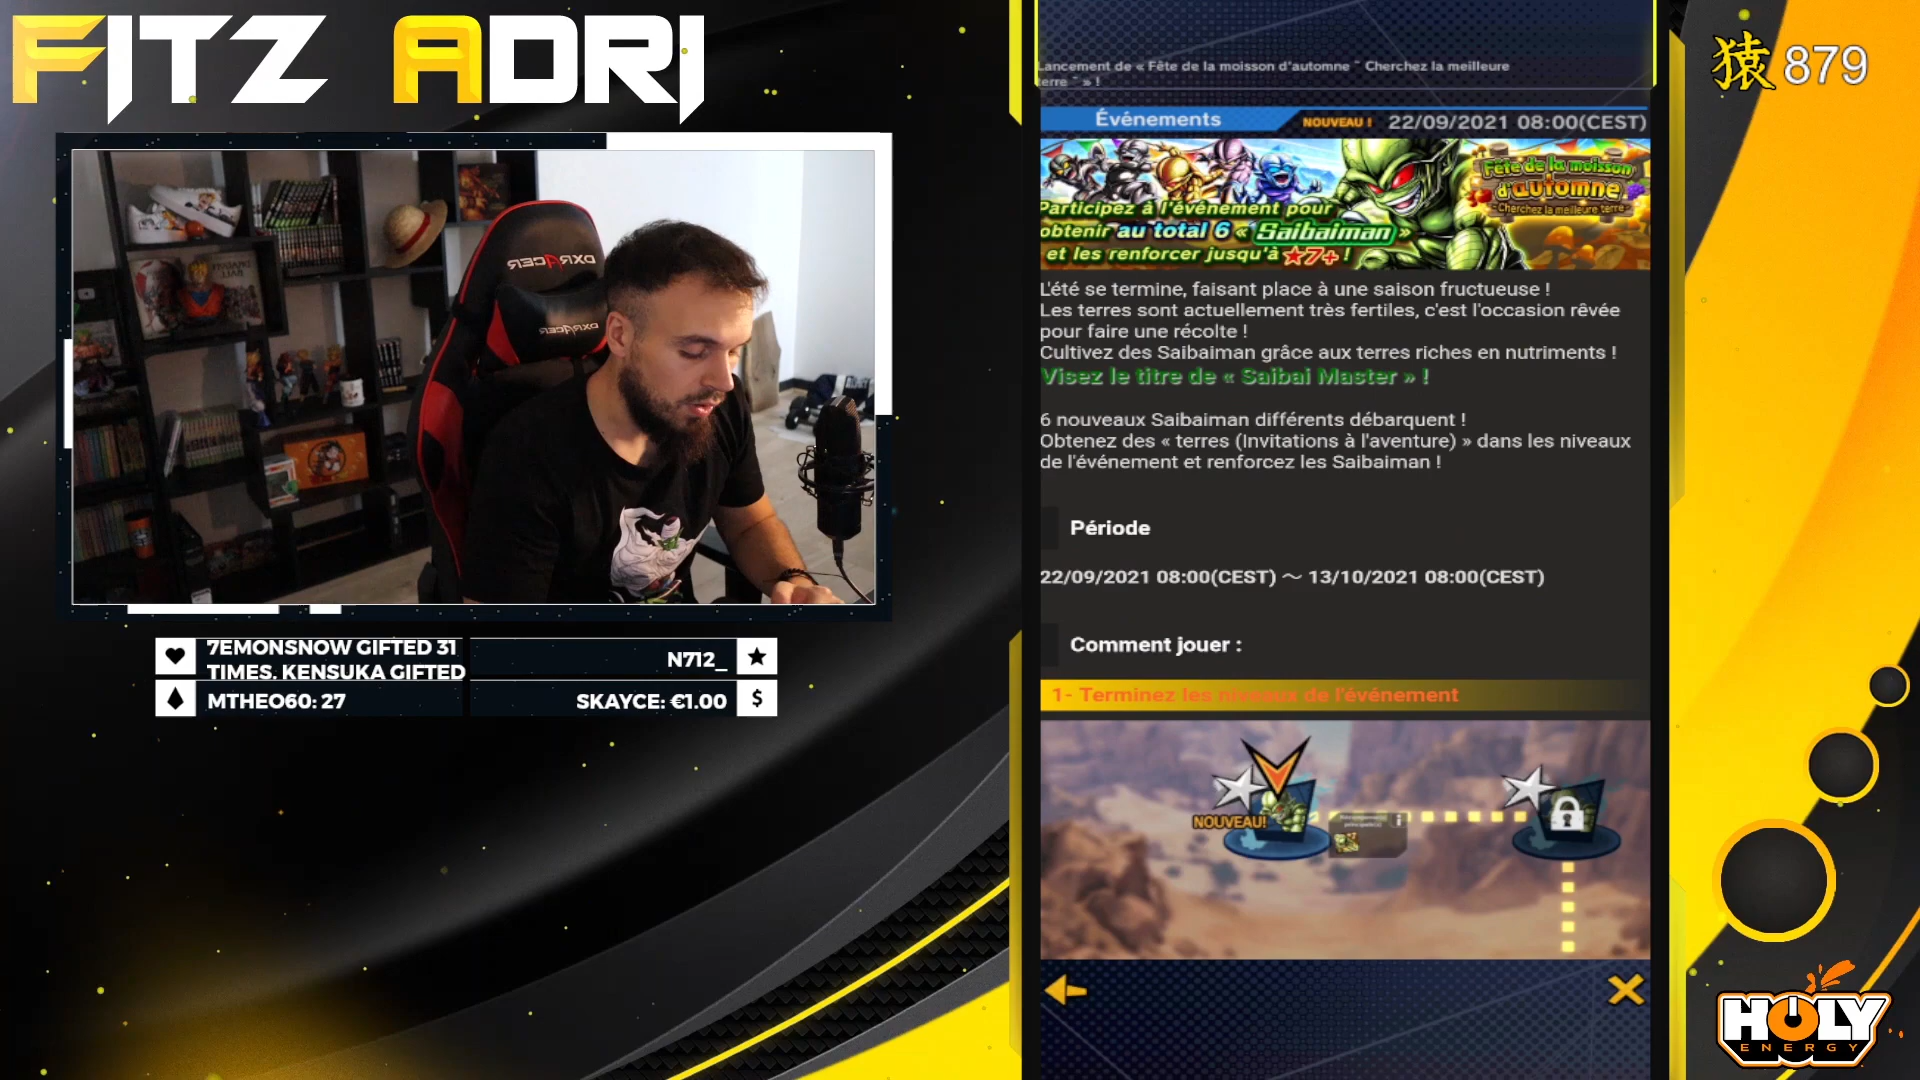 FITZ ADRI
DXRACER
DXRACER
7EMONSNOW GIFTED 31
TIMES. KENSUKA GIFTED
N712_
MTHEO60: 27
SKAYCE: €1.00
$
Lancement de « Fête de la moisson d'automne ~ Cherchez la meilleure
terre ~ » !
Événements
NOUVEAU !
22/09/2021 08:00(CEST)
Fête de la moisson
d'automne
~Cherchez la meilleure terre~
Participez à l'événement pour
obtenir au total 6 « Saibaiman »
et les renforcer jusqu'à ★7+ !
L'été se termine, faisant place à une saison fructueuse !
Les terres sont actuellement très fertiles, c'est l'occasion rêvée
pour faire une récolte !
Cultivez des Saibaiman grâce aux terres riches en nutriments !
Visez le titre de « Saibai Master » !
6 nouveaux Saibaiman différents débarquent !
Obtenez des « terres (Invitations à l'aventure) » dans les niveaux
de l'événement et renforcez les Saibaiman !
Période
22/09/2021 08:00(CEST) ～ 13/10/2021 08:00(CEST)
Comment jouer :
1- Terminez les niveaux de l'événement
NOUVEAU!
猿 879
HOLY
ENERGY